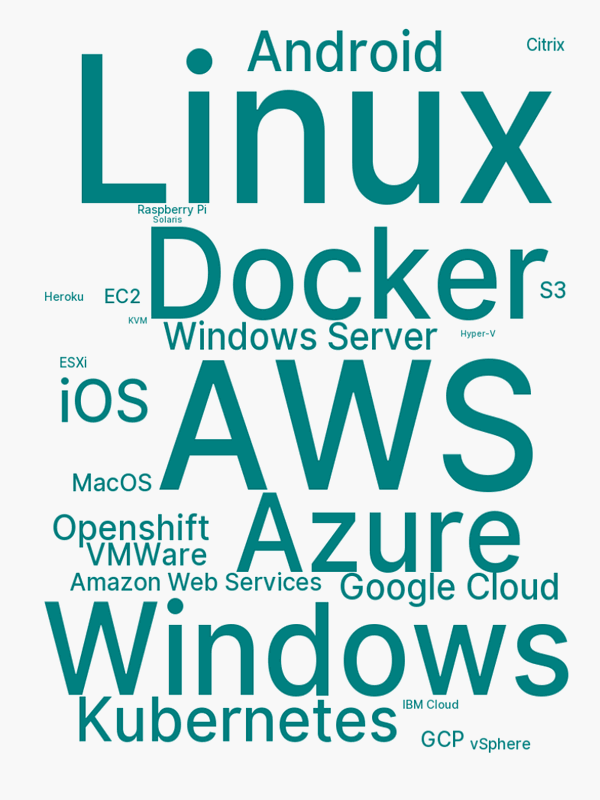 Android
Citrix
Linux
Raspberry Pi
Solaris
Docker
Heroku
EC2
S3
KVM
Windows Server
Hyper-V
ESXi
iOS
AWS
MacOS
Azure
Openshift
VMWare
Amazon Web Services
Google Cloud
Windows
Kubernetes
IBM Cloud
GCP
vSphere